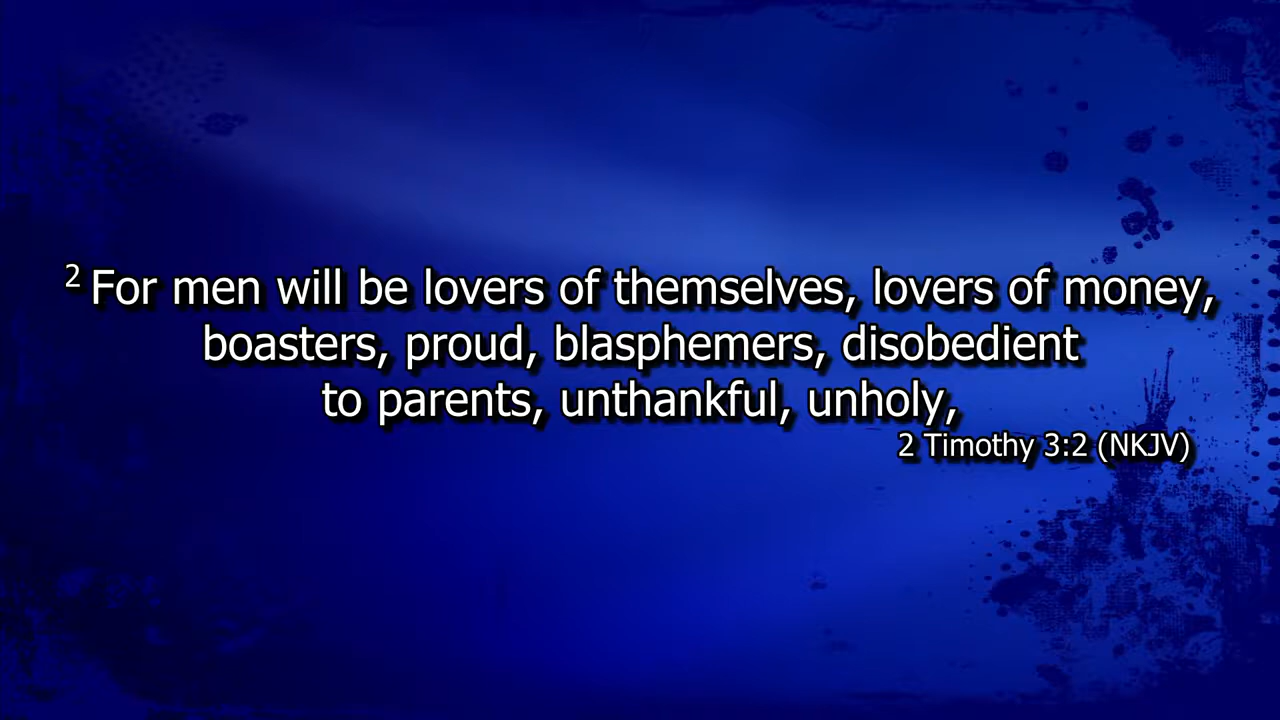 2 For men will be lovers of themselves, lovers of money,
boasters, proud, blasphemers, disobedient
to parents, unthankful, unholy,
2 Timothy 3:2 (NKJV)